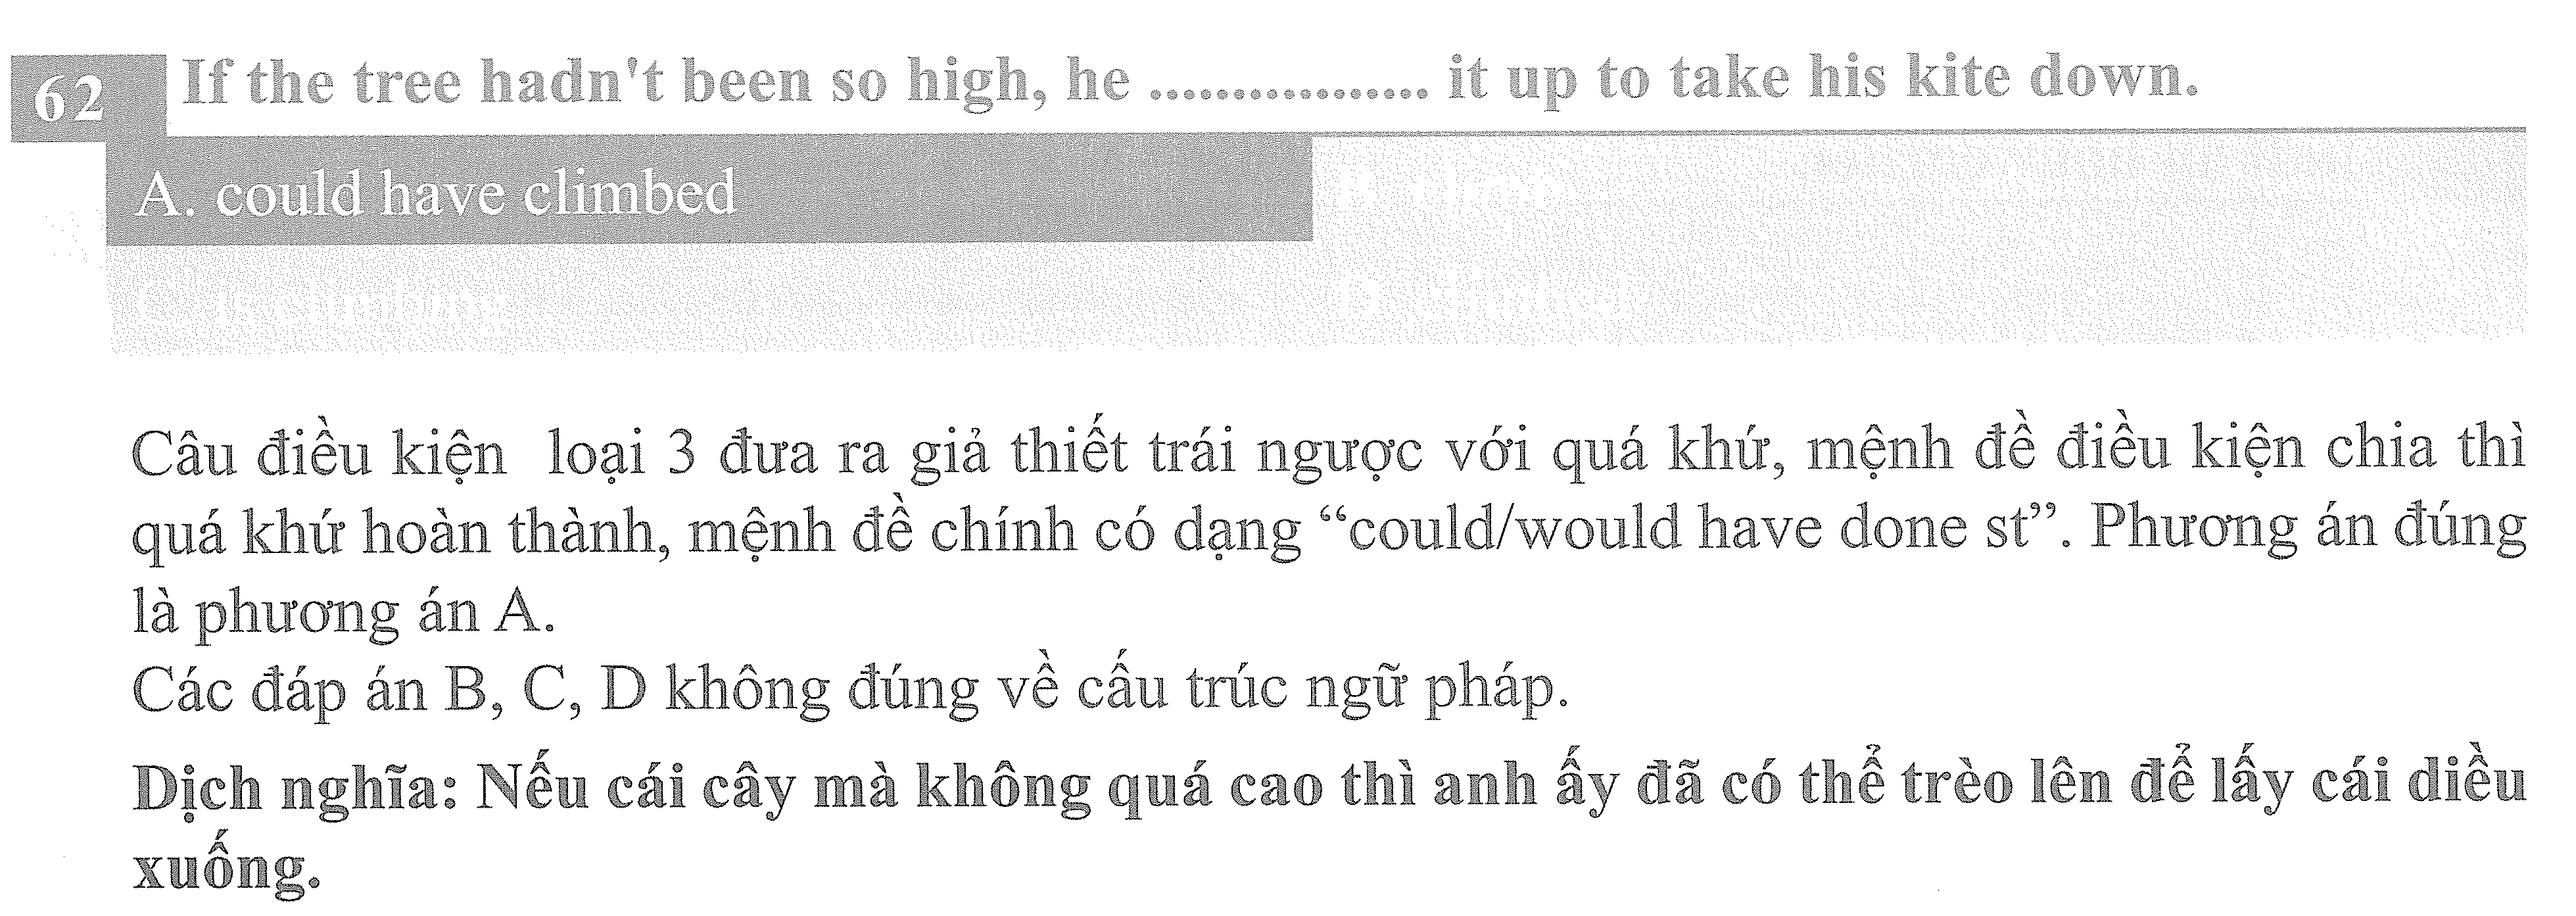 62 If the tree hadn't been so high, he ................ it up to take his kite down.
A. could have climbed
C. is climbing
Câu điều kiện loại 3 đưa ra giả thiết trái ngược với quá khứ, mệnh đề điều kiện chia thì
quá khứ hoàn thành, mệnh đề chính có dạng “could/would have done st”. Phương án đúng
là phương án A.
Các đáp án B, C, D không đúng về cấu trúc ngữ pháp.
Dịch nghĩa: Nếu cái cây mà không quá cao thì anh ấy đã có thể trèo lên để lấy cái diều
xuống.